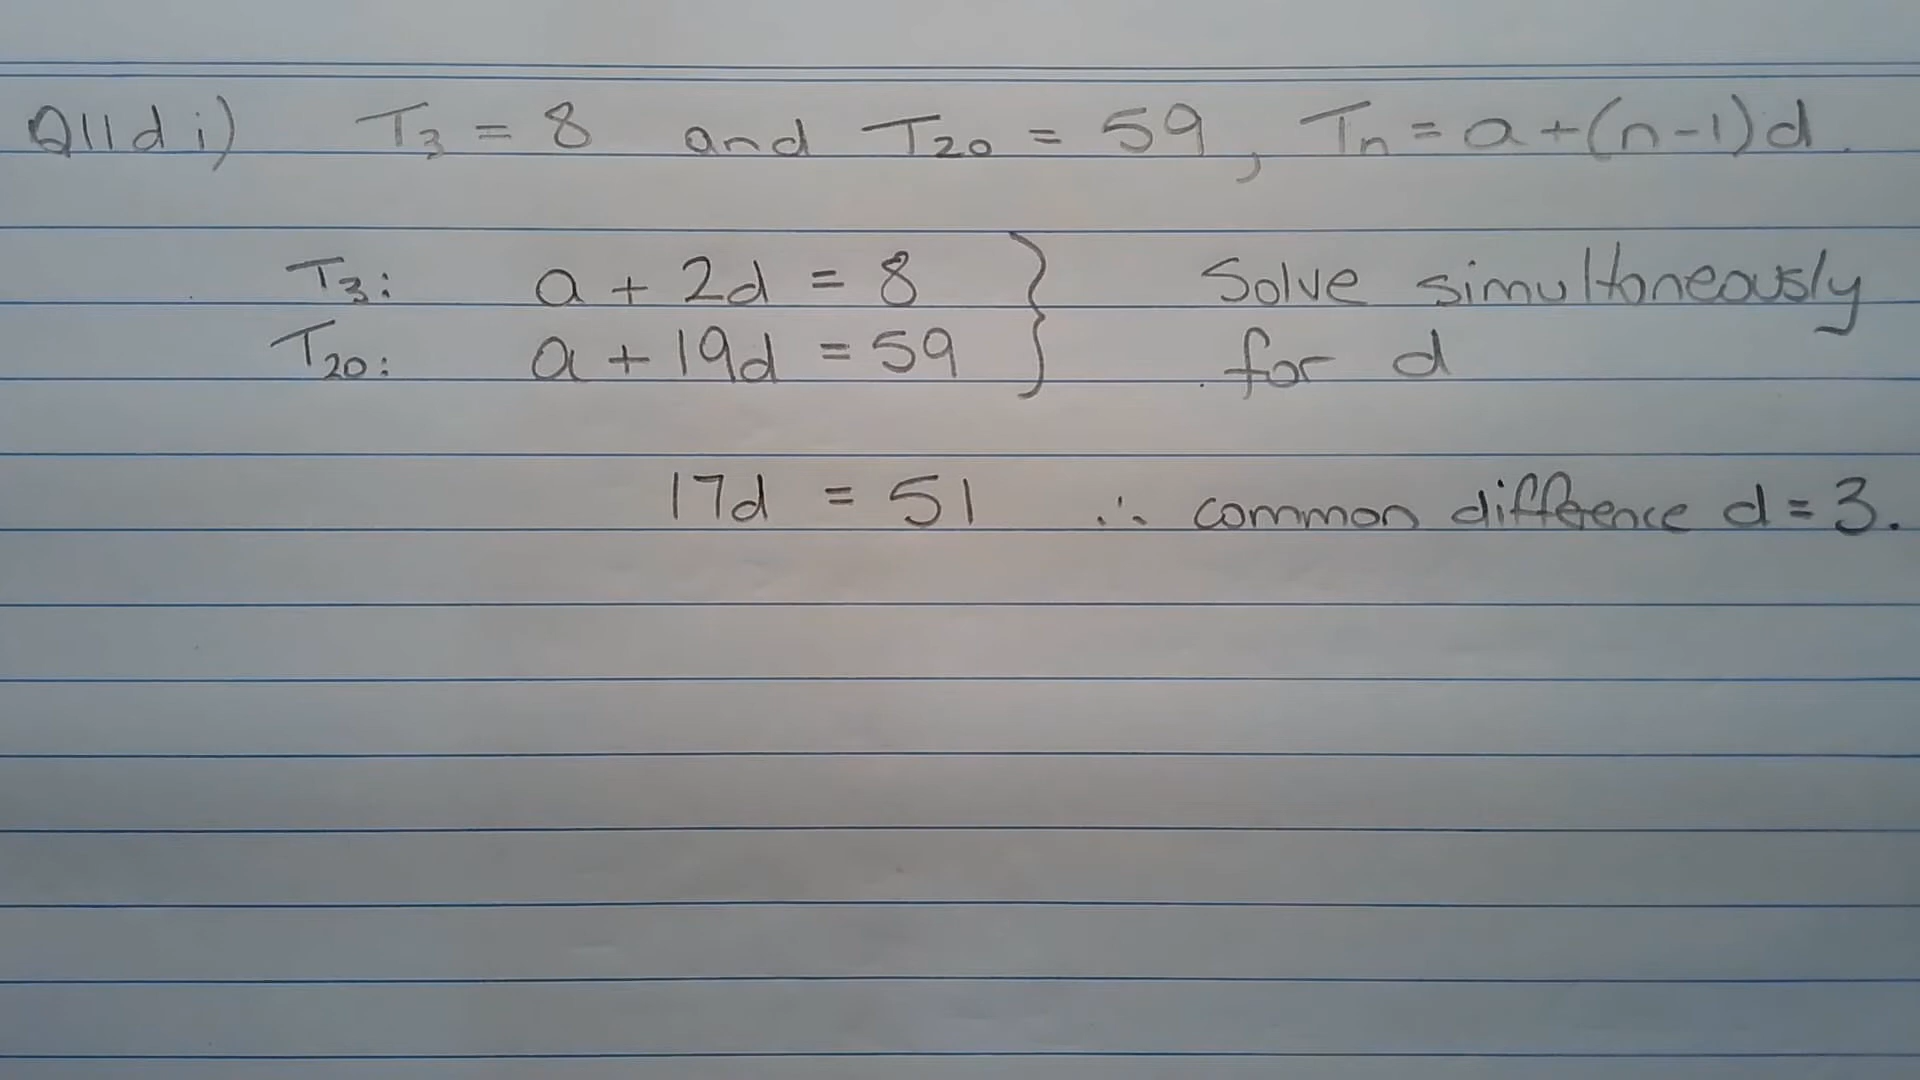 Q11d i) T₃ = 8 and T₂₀ = 59, Tn = a+(n-1)d.
T₃: a + 2d = 8 } Solve simultaneously
T₂₀: a + 19d = 59 } for d
17d = 51 ∴ common difference d = 3.